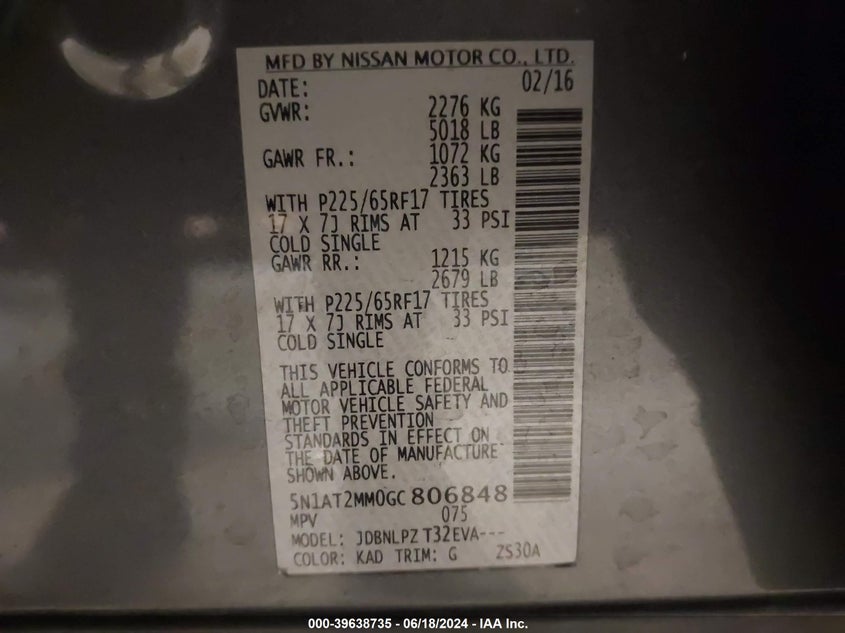 MFD BY NISSAN MOTOR CO., LTD.
DATE: 02/16
GVWR: 2276 KG
5018 LB
GAWR FR.: 1072 KG
2363 LB
WITH P225/65RF17 TIRES
17 X 7J RIMS AT 33 PSI
COLD SINGLE
GAWR RR.: 1215 KG
2679 LB
WITH P225/65RF17 TIRES
17 X 7J RIMS AT 33 PSI
COLD SINGLE
THIS VEHICLE CONFORMS TO
ALL APPLICABLE FEDERAL
MOTOR VEHICLE SAFETY AND
THEFT PREVENTION
STANDARDS IN EFFECT ON
THE DATE OF MANUFACTURE
SHOWN ABOVE.
5N1AT2MM0GC806848
MPV 075
MODEL: JDBNLPZ T32EVA---
COLOR: KAD TRIM: G ZS30A
000-39638735 - 06/18/2024 - IAA Inc.